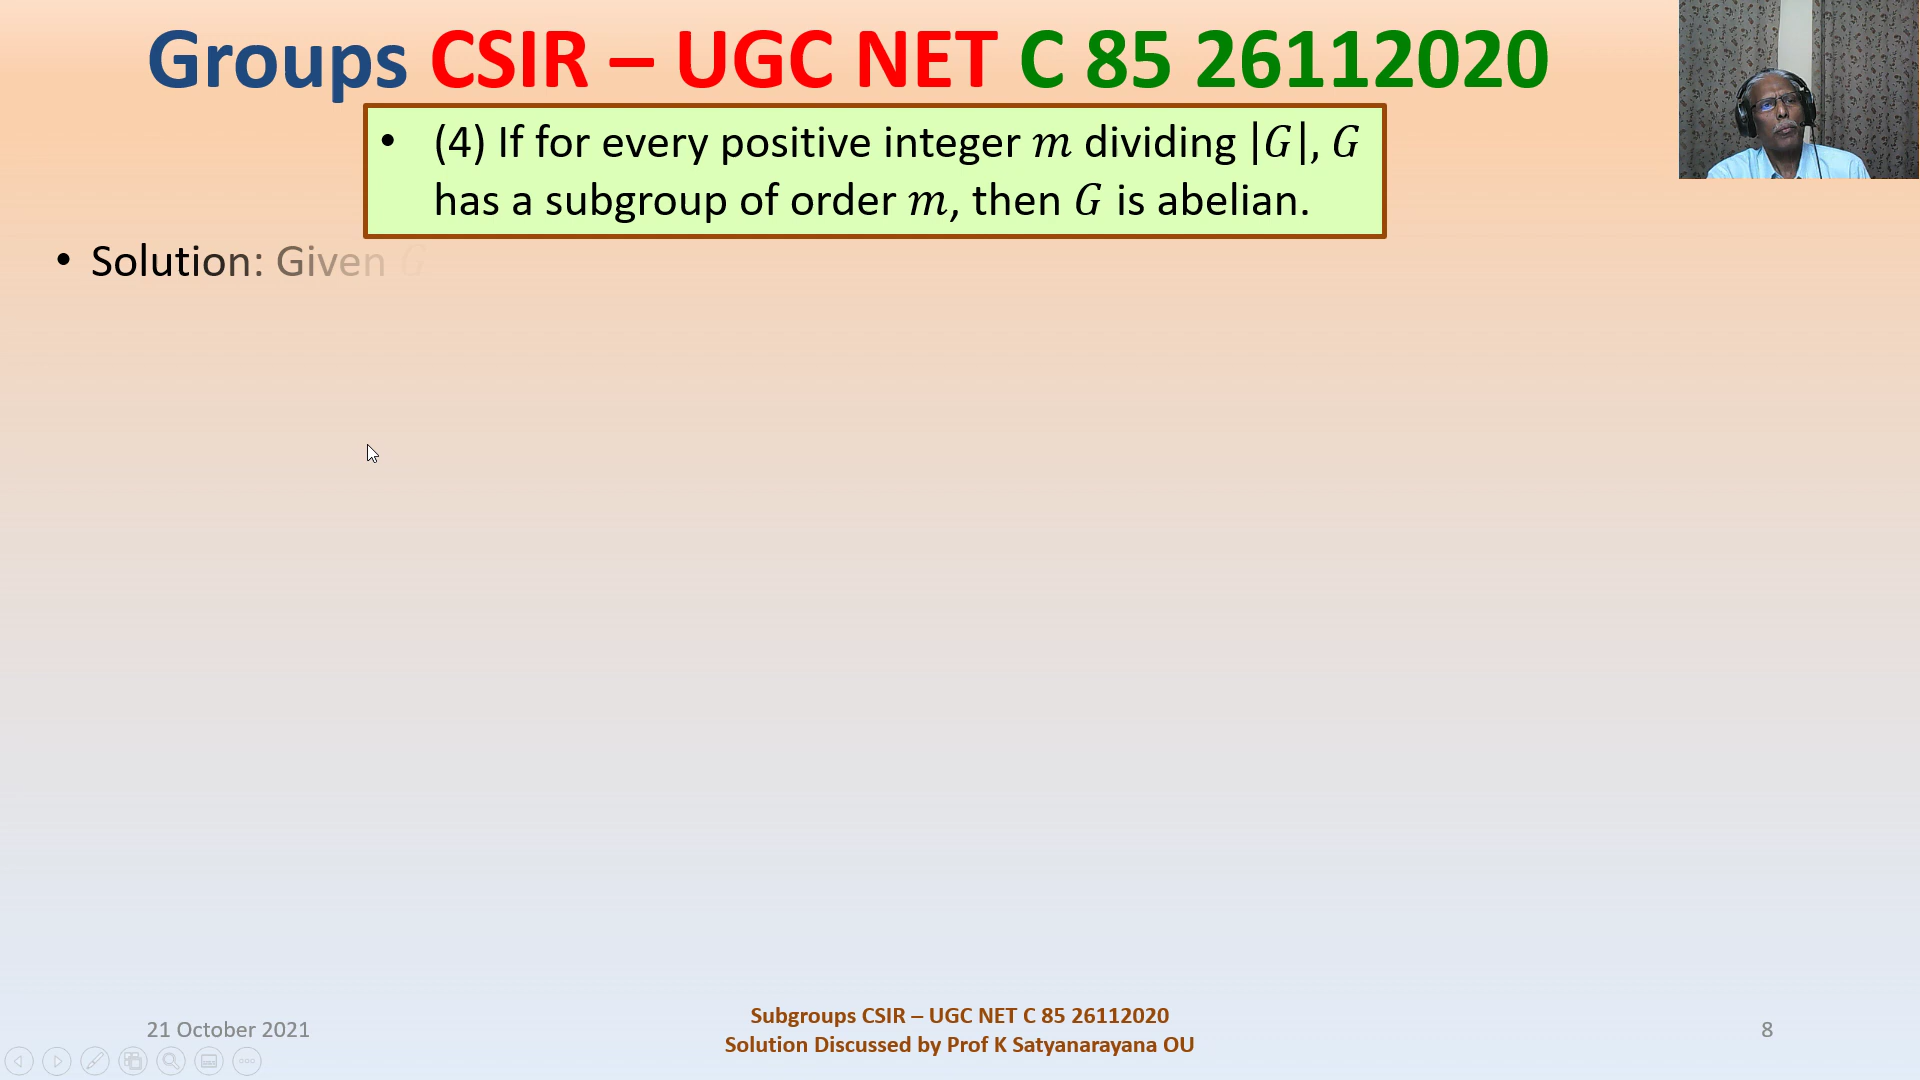 Groups CSIR – UGC NET C 85 26112020
• (4) If for every positive integer m dividing |G|, G
has a subgroup of order m, then G is abelian.
• Solution: Given G
21 October 2021
Subgroups CSIR – UGC NET C 85 26112020
Solution Discussed by Prof K Satyanarayana OU
8